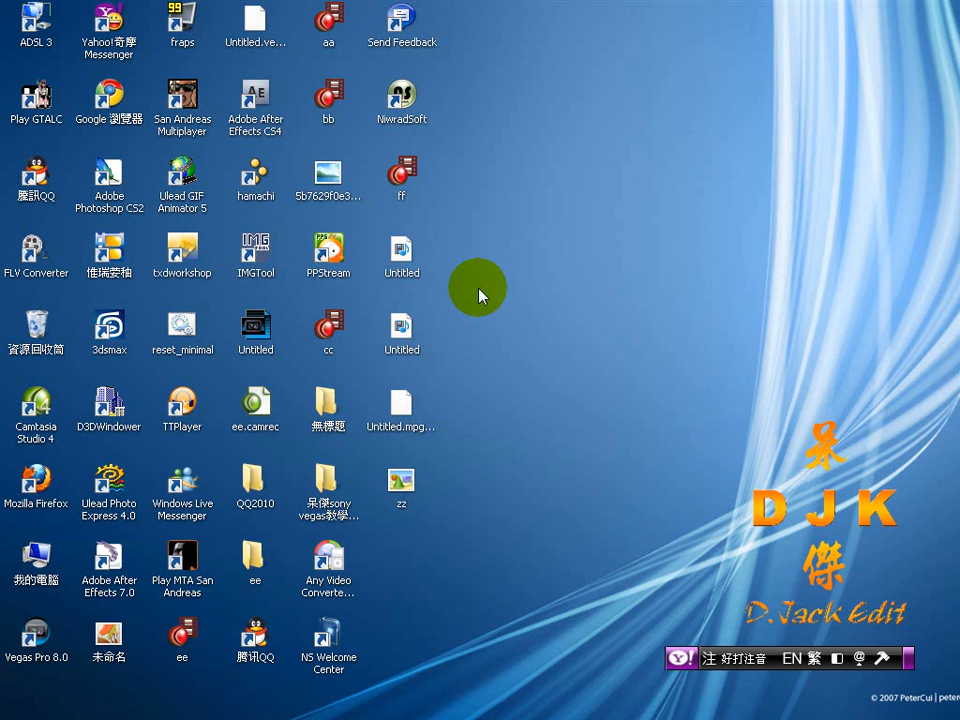 ADSL 3
Yahoo!奇摩
Messenger
fraps
Untitled.ve...
aa
Send Feedback
Play GTALC
Google 瀏覽器
San Andreas
Multiplayer
Adobe After
Effects CS4
bb
NiwradSoft
騰訊QQ
Adobe
Photoshop CS2
Ulead GIF
Animator 5
hamachi
5b7629f0e3...
ff
FLV Converter
惟瑞菱秞
txdworkshop
IMGTool
PPStream
Untitled
資源回收筒
3dsmax
reset_minimal
Untitled
cc
Untitled
Camtasia
Studio 4
D3DWindower
TTPlayer
ee.camrec
無標題
Untitled.mpg...
Mozilla Firefox
Ulead Photo
Express 4.0
Windows Live
Messenger
QQ2010
呆傑sony
vegas教學...
zz
我的電腦
Adobe After
Effects 7.0
Play MTA San
Andreas
ee
Any Video
Converte...
Vegas Pro 8.0
未命名
ee
腾讯QQ
NS Welcome
Center
呆
D J K
傑
D.Jack Edit
Y! 注 好打注音 EN 繁
© 2007 PeterCui | peter